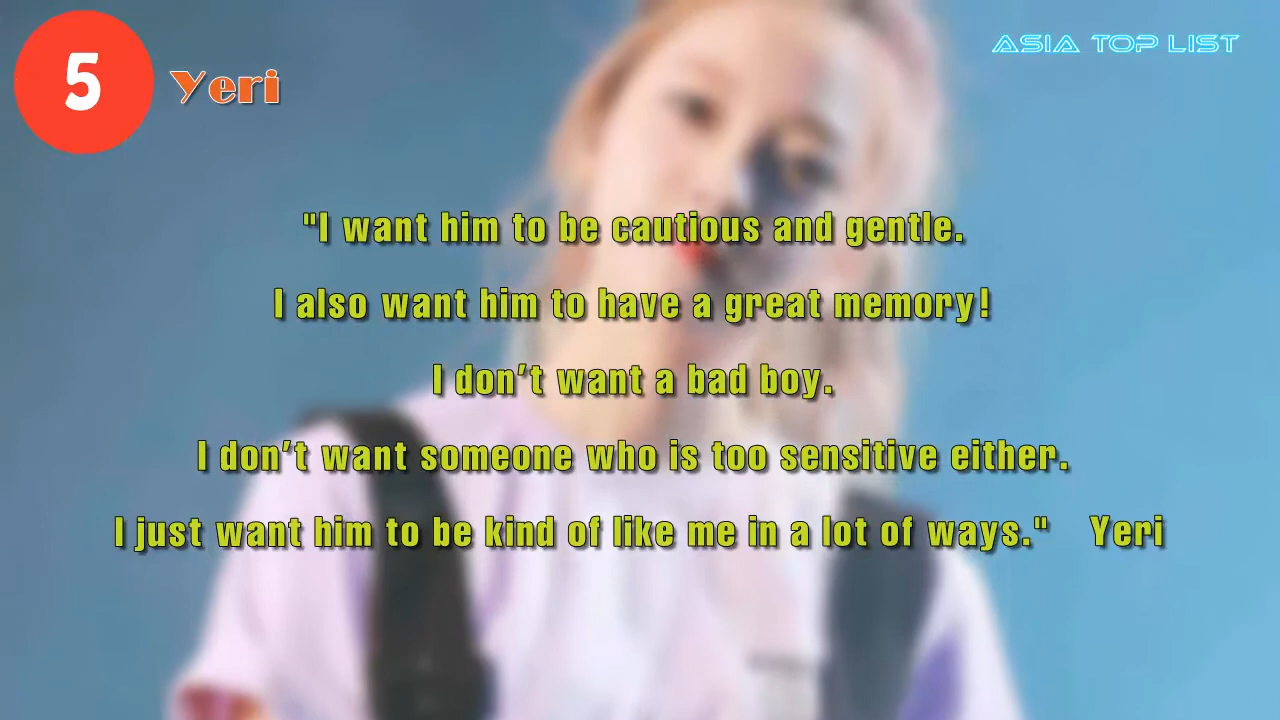 5
Yeri
ASIA TOP LIST
"I want him to be cautious and gentle.
I also want him to have a great memory!
I don’t want a bad boy.
I don’t want someone who is too sensitive either.
I just want him to be kind of like me in a lot of ways." Yeri